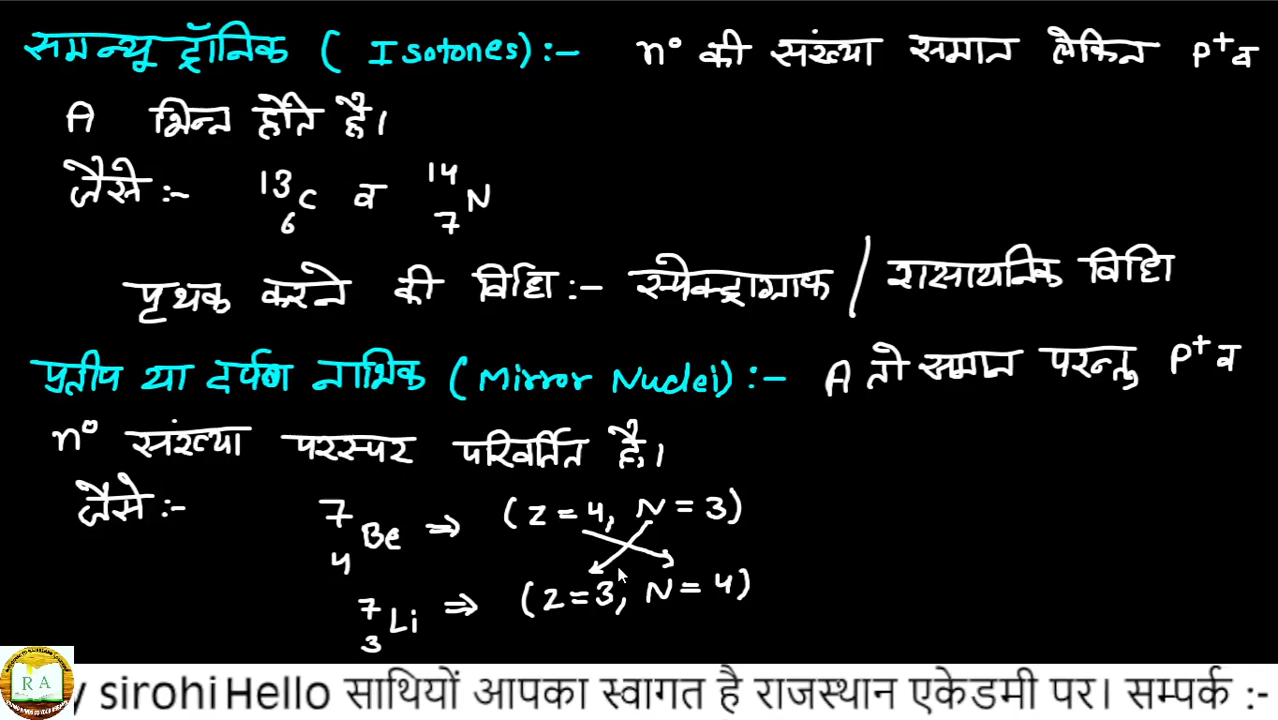 समन्यूट्रॉनिक (Isotones):- n° की संख्या समान लेकिन P⁺ व
A भिन्न होते है।
जैसे:- ¹³₆C व ¹⁴₇N
पृथक करने की विधि:- स्पेक्ट्राग्राफ / रासायनिक विधि
प्रतीप या दर्पण नाभिक (Mirror Nuclei):- A तो समान परन्तु P⁺ व
n° संख्या परस्पर परिवर्तित है।
जैसे:- ⁷₄Be ⇒ (Z=4, N=3)
⁷₃Li ⇒ (Z=3, N=4)
RA
y sirohi Hello साथियों आपका स्वागत है राजस्थान एकेडमी पर। सम्पर्क :-